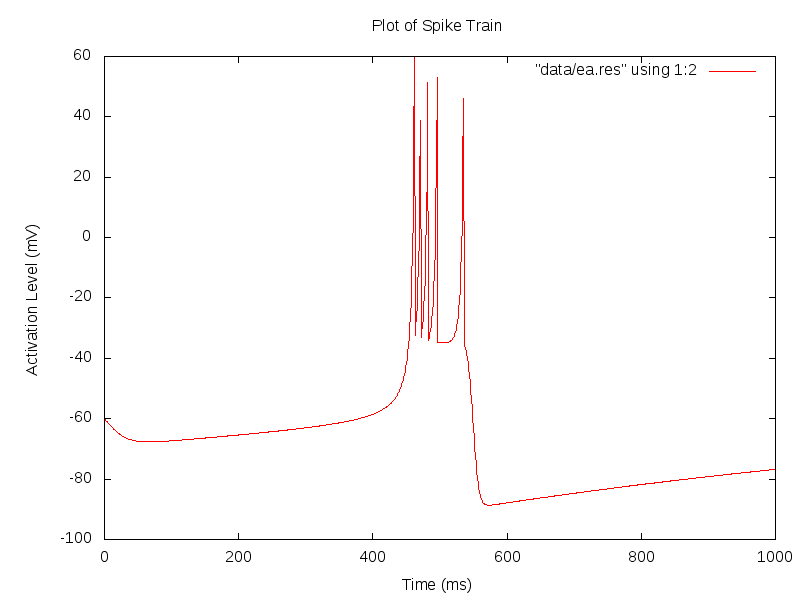 Plot of Spike Train
"data/ea.res" using 1:2
60
40
20
0
-20
-40
-60
-80
-100
Activation Level (mV)
0 200 400 600 800 1000
Time (ms)